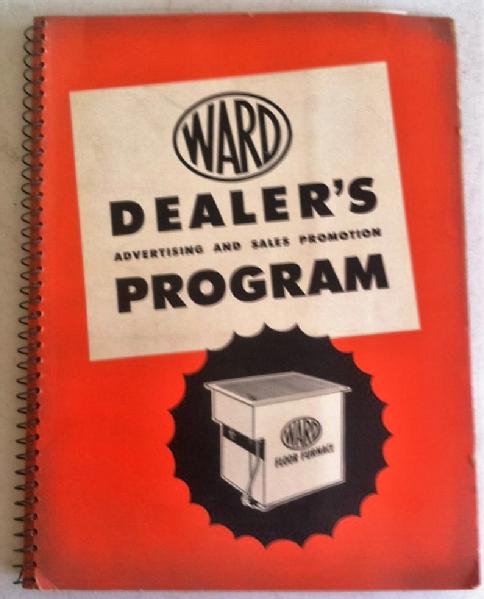 WARD
DEALER'S
ADVERTISING AND SALES PROMOTION
PROGRAM
WARD
FLOOR FURNACE